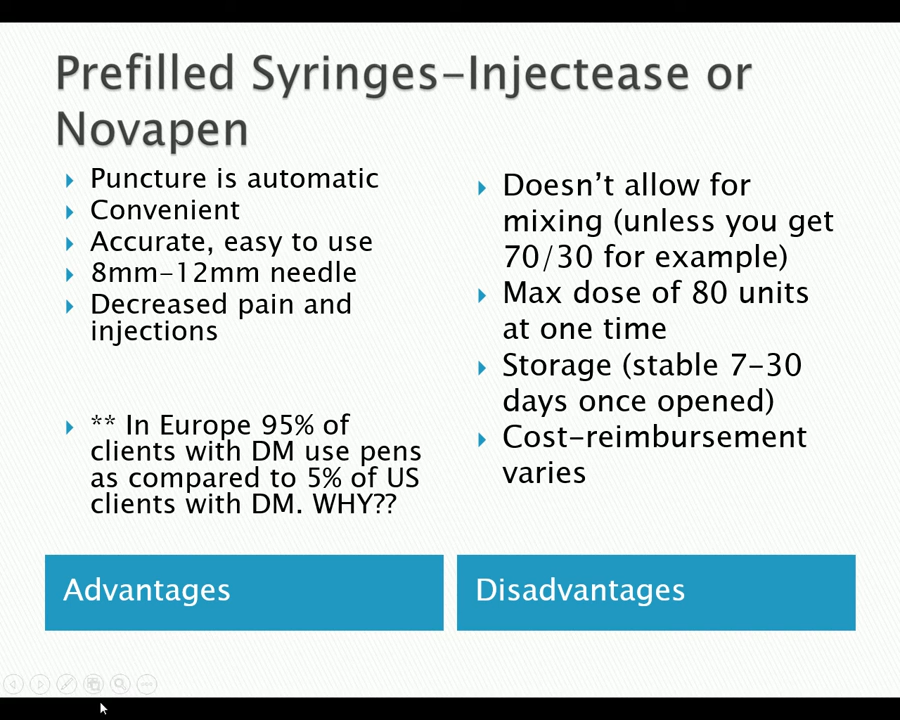 Prefilled Syringes-Injectease or
Novapen
Puncture is automatic
Convenient
Accurate, easy to use
8mm-12mm needle
Decreased pain and
injections
** In Europe 95% of
clients with DM use pens
as compared to 5% of US
clients with DM. WHY??
Doesn’t allow for
mixing (unless you get
70/30 for example)
Max dose of 80 units
at one time
Storage (stable 7-30
days once opened)
Cost-reimbursement
varies
Advantages
Disadvantages